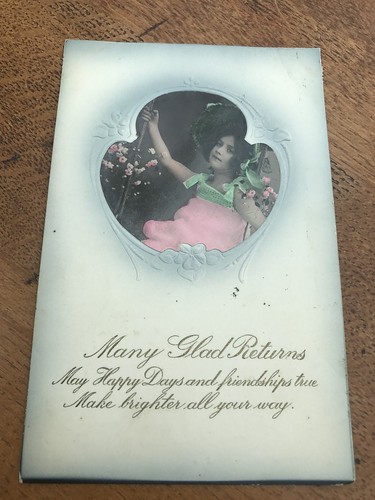 Many Glad Returns
May Happy Days and friendships true
Make brighter all your way.